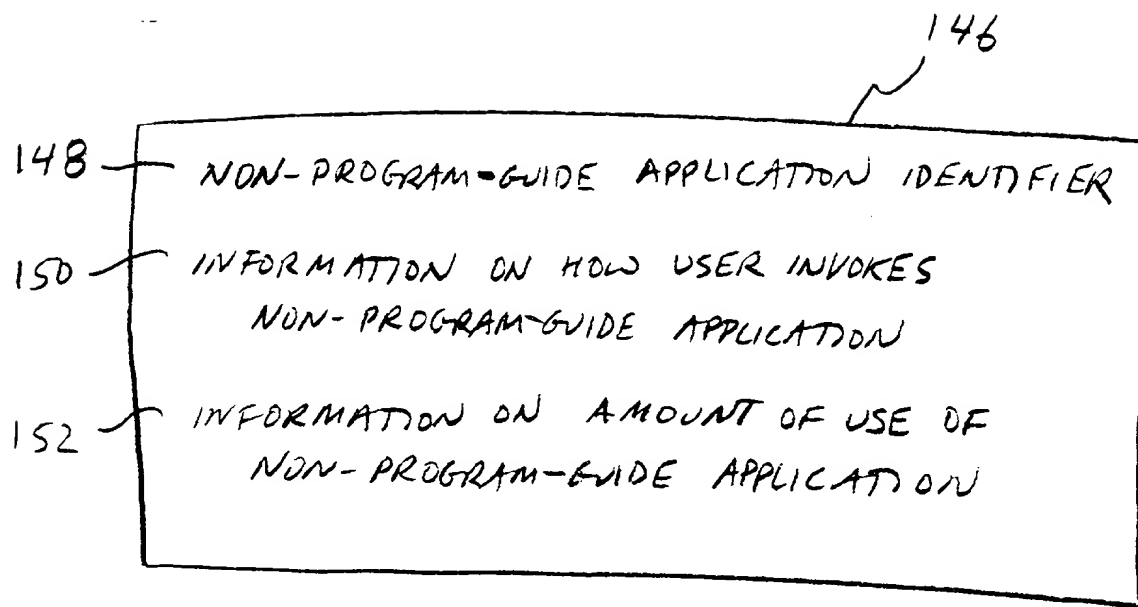 146
148 NON-PROGRAM-GUIDE APPLICATION IDENTIFIER
150 INFORMATION ON HOW USER INVOKES
NON-PROGRAM-GUIDE APPLICATION
152 INFORMATION ON AMOUNT OF USE OF
NON-PROGRAM-GUIDE APPLICATION